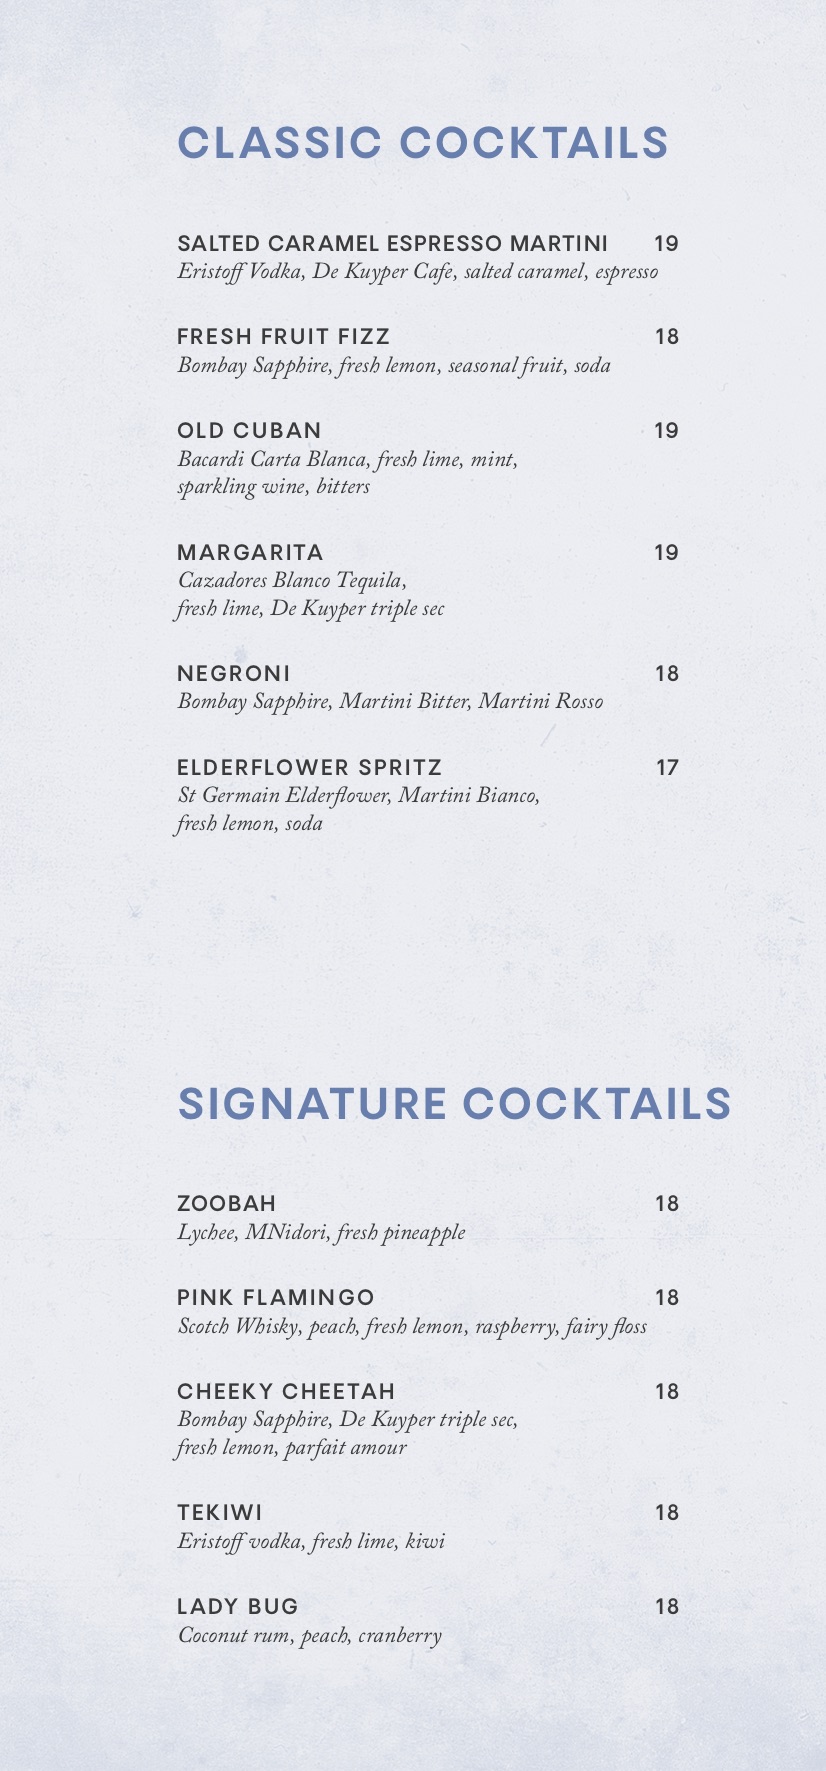 CLASSIC COCKTAILS
SALTED CARAMEL ESPRESSO MARTINI 19
Eristoff Vodka, De Kuyper Cafe, salted caramel, espresso
FRESH FRUIT FIZZ 18
Bombay Sapphire, fresh lemon, seasonal fruit, soda
OLD CUBAN 19
Bacardi Carta Blanca, fresh lime, mint,
sparkling wine, bitters
MARGARITA 19
Cazadores Blanco Tequila,
fresh lime, De Kuyper triple sec
NEGRONI 18
Bombay Sapphire, Martini Bitter, Martini Rosso
ELDERFLOWER SPRITZ 17
St Germain Elderflower, Martini Bianco,
fresh lemon, soda
SIGNATURE COCKTAILS
ZOOBAH 18
Lychee, MNidori, fresh pineapple
PINK FLAMINGO 18
Scotch Whisky, peach, fresh lemon, raspberry, fairy floss
CHEEKY CHEETAH 18
Bombay Sapphire, De Kuyper triple sec,
fresh lemon, parfait amour
TEKIWI 18
Eristoff vodka, fresh lime, kiwi
LADY BUG 18
Coconut rum, peach, cranberry